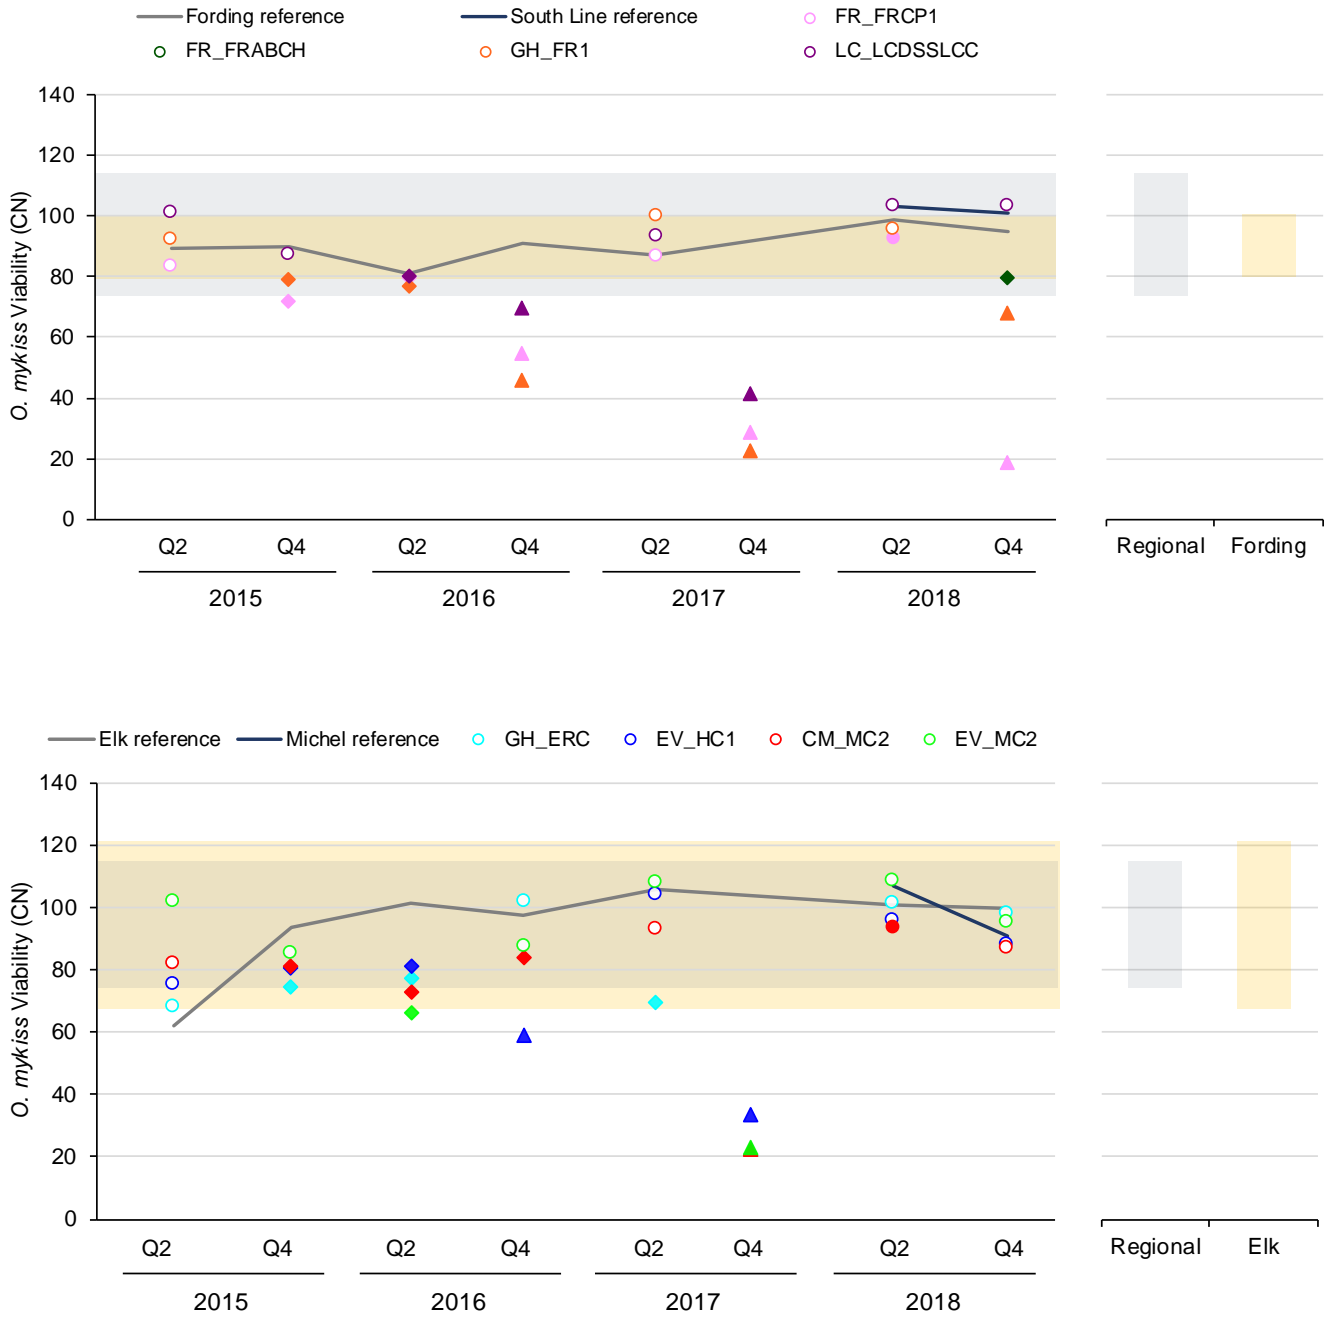 Fording reference South Line reference FR_FRCP1
FR_FRABCH GH_FR1 LC_LCDSSLCC
O. mykiss Viability (CN)
140
120
100
80
60
40
20
0
Q2 Q4 Q2 Q4 Q2 Q4 Q2 Q4 Regional Fording
2015 2016 2017 2018
Elk reference Michel reference GH_ERC EV_HC1 CM_MC2 EV_MC2
O. mykiss Viability (CN)
140
120
100
80
60
40
20
0
Q2 Q4 Q2 Q4 Q2 Q4 Q2 Q4 Regional Elk
2015 2016 2017 2018